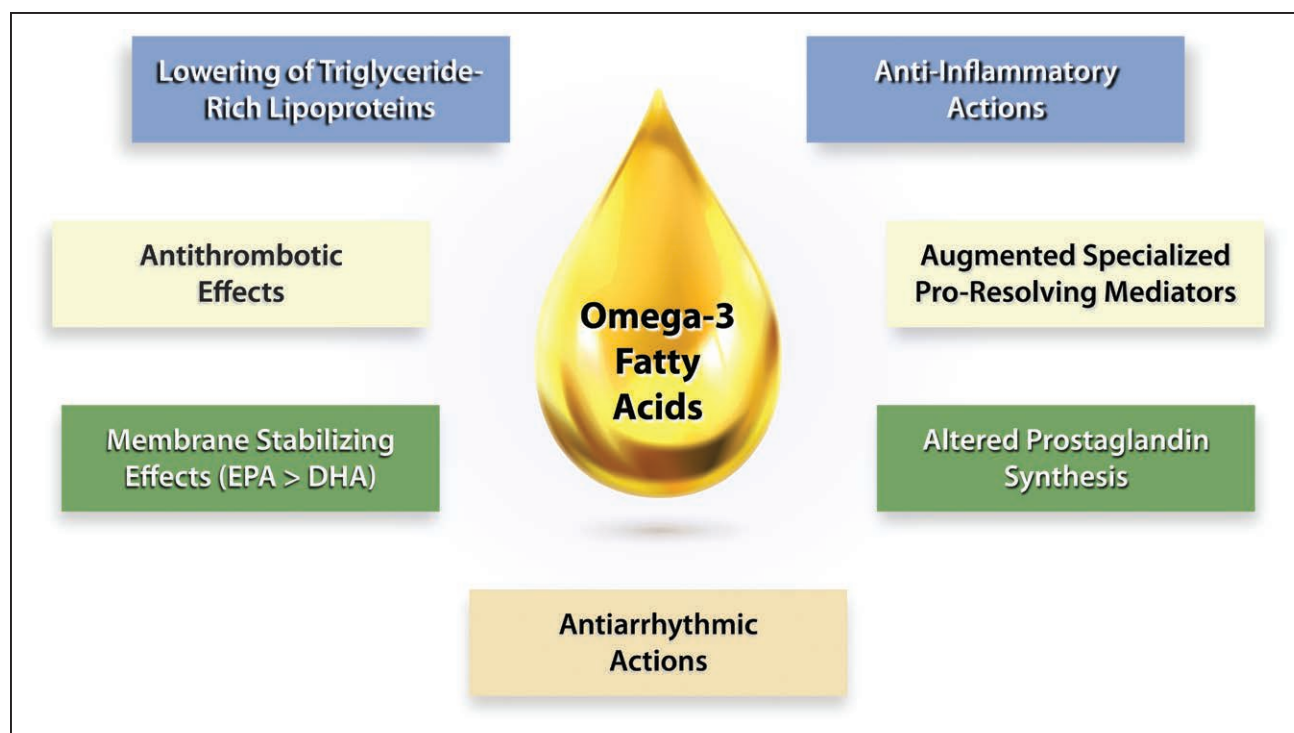 Lowering of Triglyceride-
Rich Lipoproteins
Anti-Inflammatory
Actions
Antithrombotic
Effects
Augmented Specialized
Pro-Resolving Mediators
Omega-3
Fatty
Acids
Membrane Stabilizing
Effects (EPA > DHA)
Altered Prostaglandin
Synthesis
Antiarrhythmic
Actions